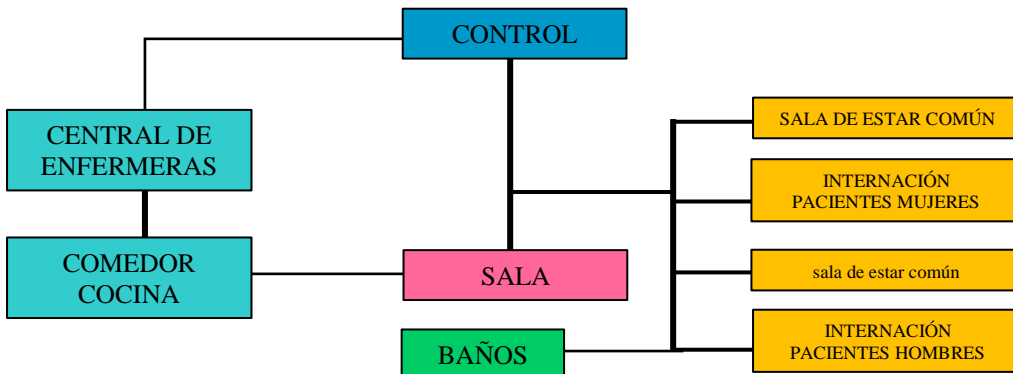 CONTROL
CENTRAL DE
ENFERMERAS
COMEDOR
COCINA
SALA
BAÑOS
SALA DE ESTAR COMÚN
INTERNACIÓN
PACIENTES MUJERES
sala de estar común
INTERNACIÓN
PACIENTES HOMBRES